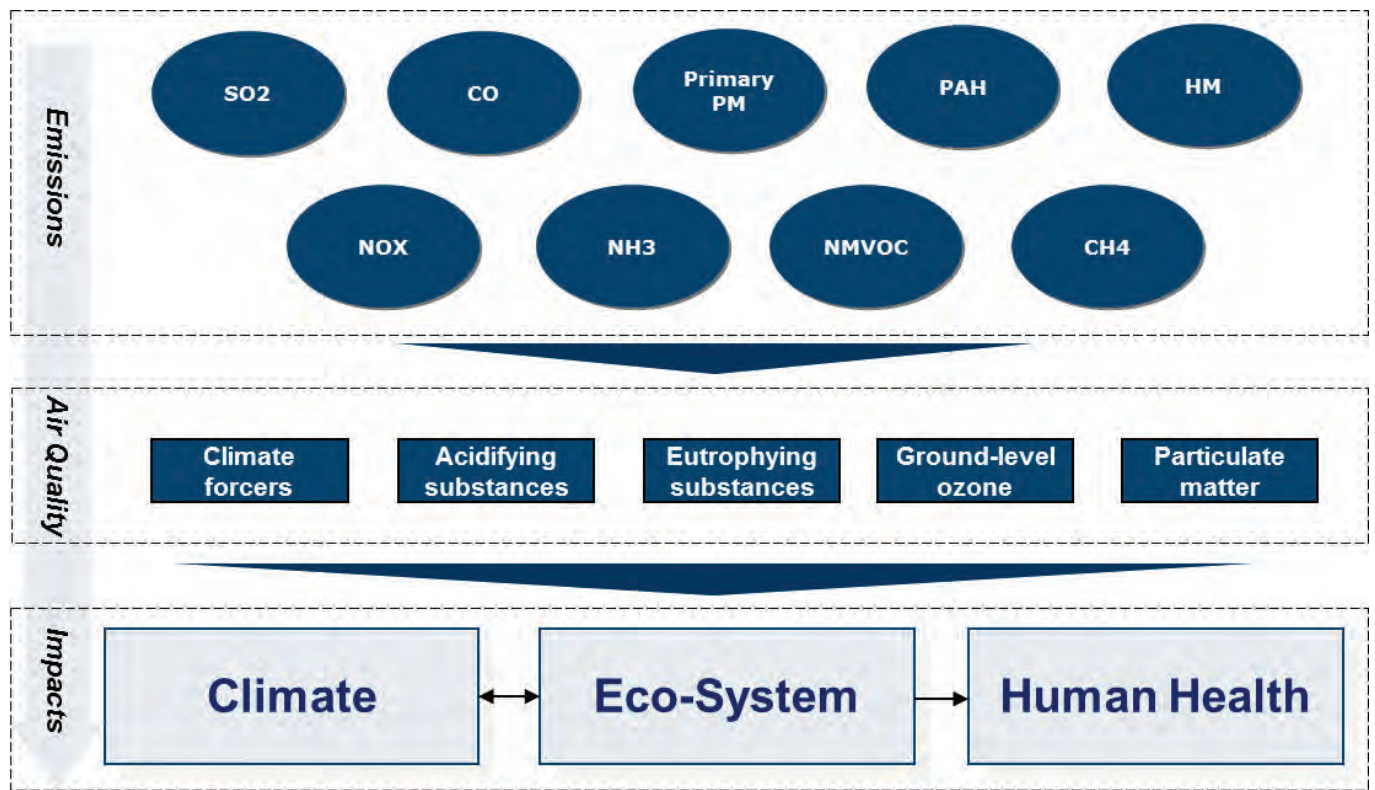 Emissions
SO2
CO
Primary
PM
PAH
HM
NOX
NH3
NMVOC
CH4
Air Quality
Climate
forcers
Acidifying
substances
Eutrophying
substances
Ground-level
ozone
Particulate
matter
Impacts
Climate
Eco-System
Human Health